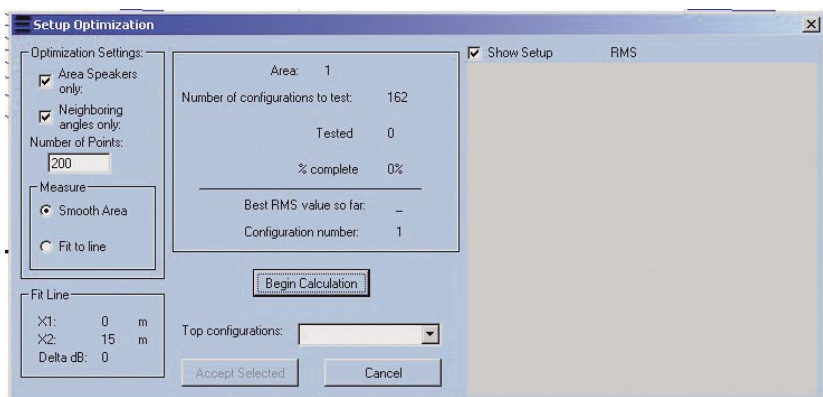 Setup Optimization
Optimization Settings:
Area Speakers
only:
Neighboring
angles only:
Number of Points:
200
Measure
Smooth Area
Fit to line
Fit Line
X1: 0 m
X2: 15 m
Delta dB: 0
Area: 1
Number of configurations to test: 162
Tested 0
% complete 0%
Best RMS value so far: _
Configuration number: 1
Begin Calculation
Top configurations:
Accept Selected
Cancel
Show Setup RMS